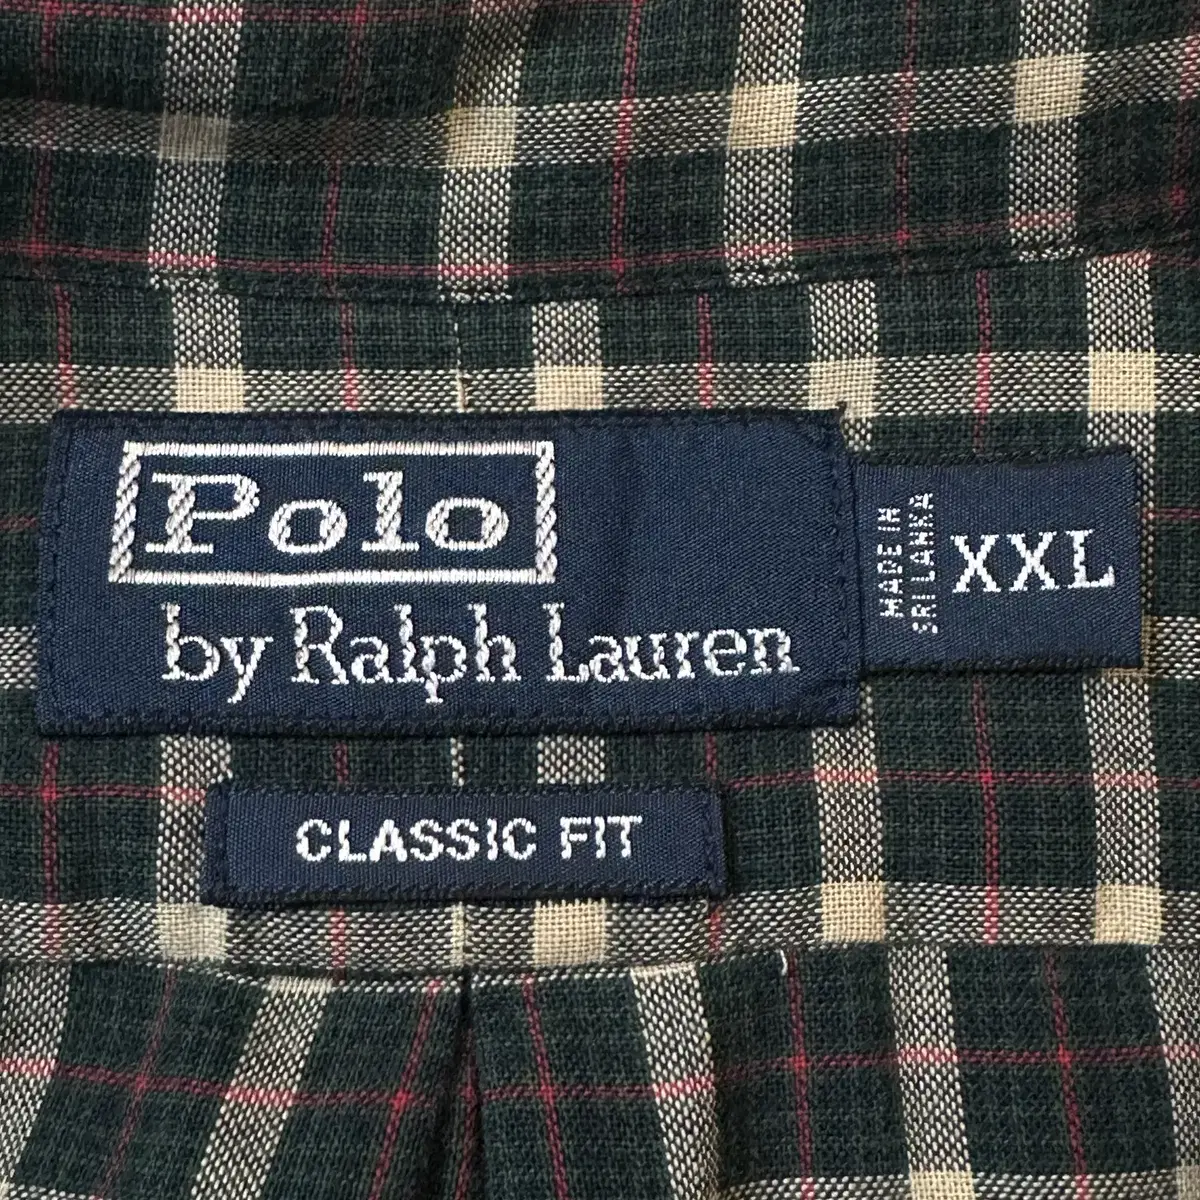 Polo
by Ralph Lauren
MADE IN
SRI LANKA
XXL
CLASSIC FIT